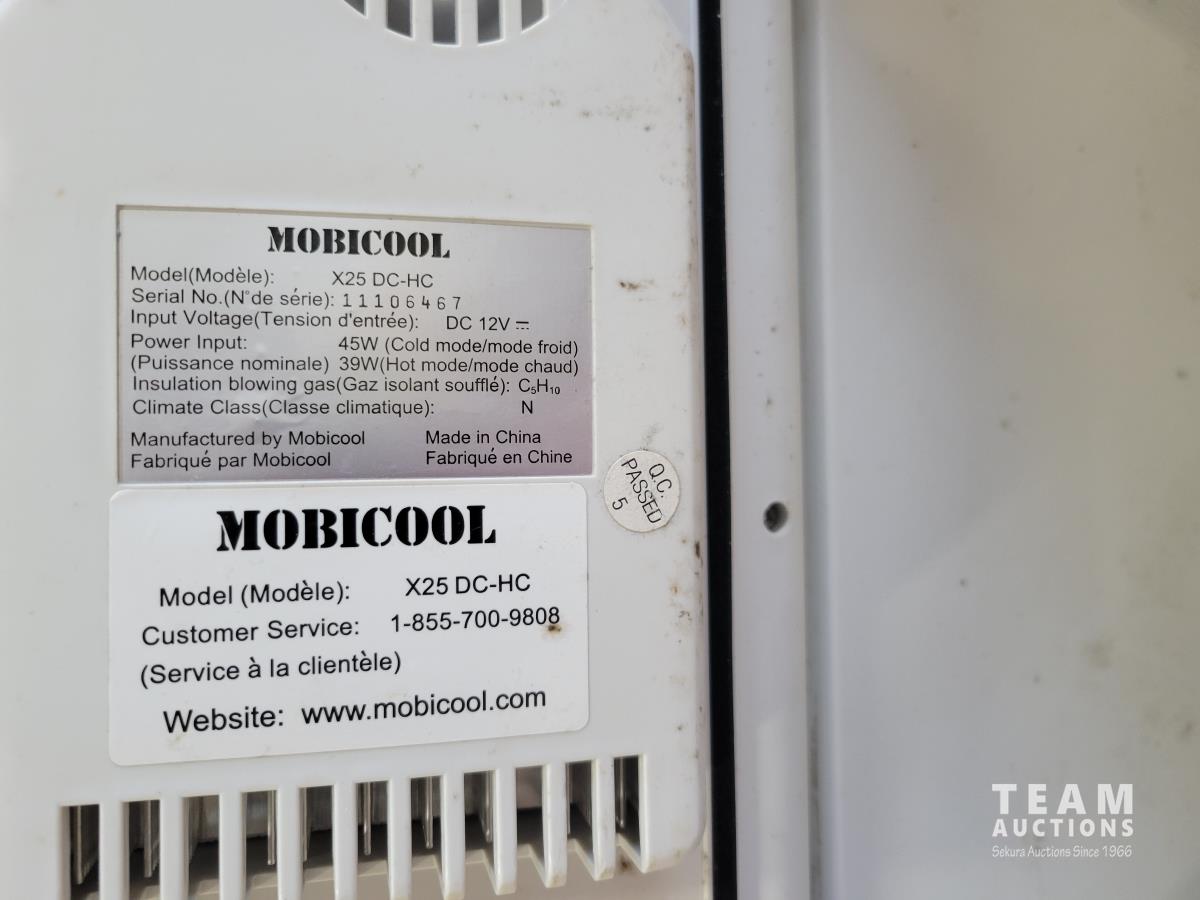 MOBICOOL
Model(Modèle): X25 DC-HC
Serial No.(N°de série): 11106467
Input Voltage(Tension d'entrée): DC 12V ⎓
Power Input: 45W (Cold mode/mode froid)
(Puissance nominale) 39W(Hot mode/mode chaud)
Insulation blowing gas(Gaz isolant soufflé): C₅H₁₀
Climate Class(Classe climatique): N
Manufactured by Mobicool Made in China
Fabriqué par Mobicool Fabriqué en Chine
Q.C.
PASSED
5
MOBICOOL
Model (Modèle): X25 DC-HC
Customer Service: 1-855-700-9808
(Service à la clientèle)
Website: www.mobicool.com
TEAM
AUCTIONS
Sekura Auctions Since 1966